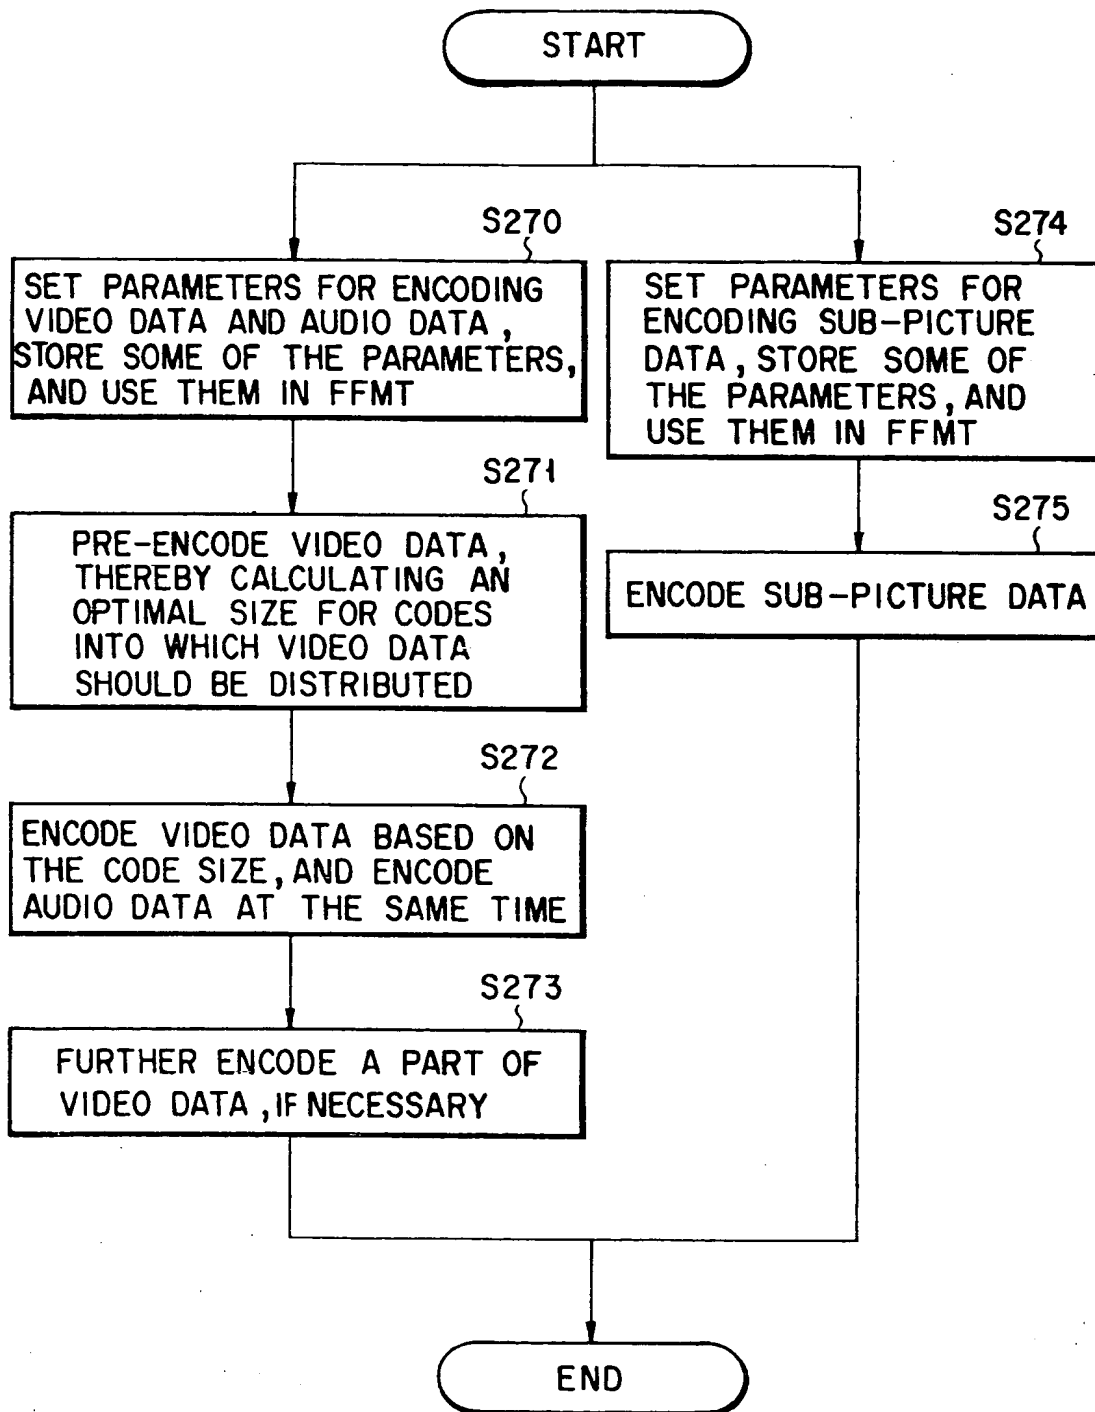 START
S270
SET PARAMETERS FOR ENCODING
VIDEO DATA AND AUDIO DATA,
STORE SOME OF THE PARAMETERS,
AND USE THEM IN FFMT
S271
PRE-ENCODE VIDEO DATA,
THEREBY CALCULATING AN
OPTIMAL SIZE FOR CODES
INTO WHICH VIDEO DATA
SHOULD BE DISTRIBUTED
S272
ENCODE VIDEO DATA BASED ON
THE CODE SIZE, AND ENCODE
AUDIO DATA AT THE SAME TIME
S273
FURTHER ENCODE A PART OF
VIDEO DATA, IF NECESSARY
S274
SET PARAMETERS FOR
ENCODING SUB-PICTURE
DATA, STORE SOME OF
THE PARAMETERS, AND
USE THEM IN FFMT
S275
ENCODE SUB-PICTURE DATA
END